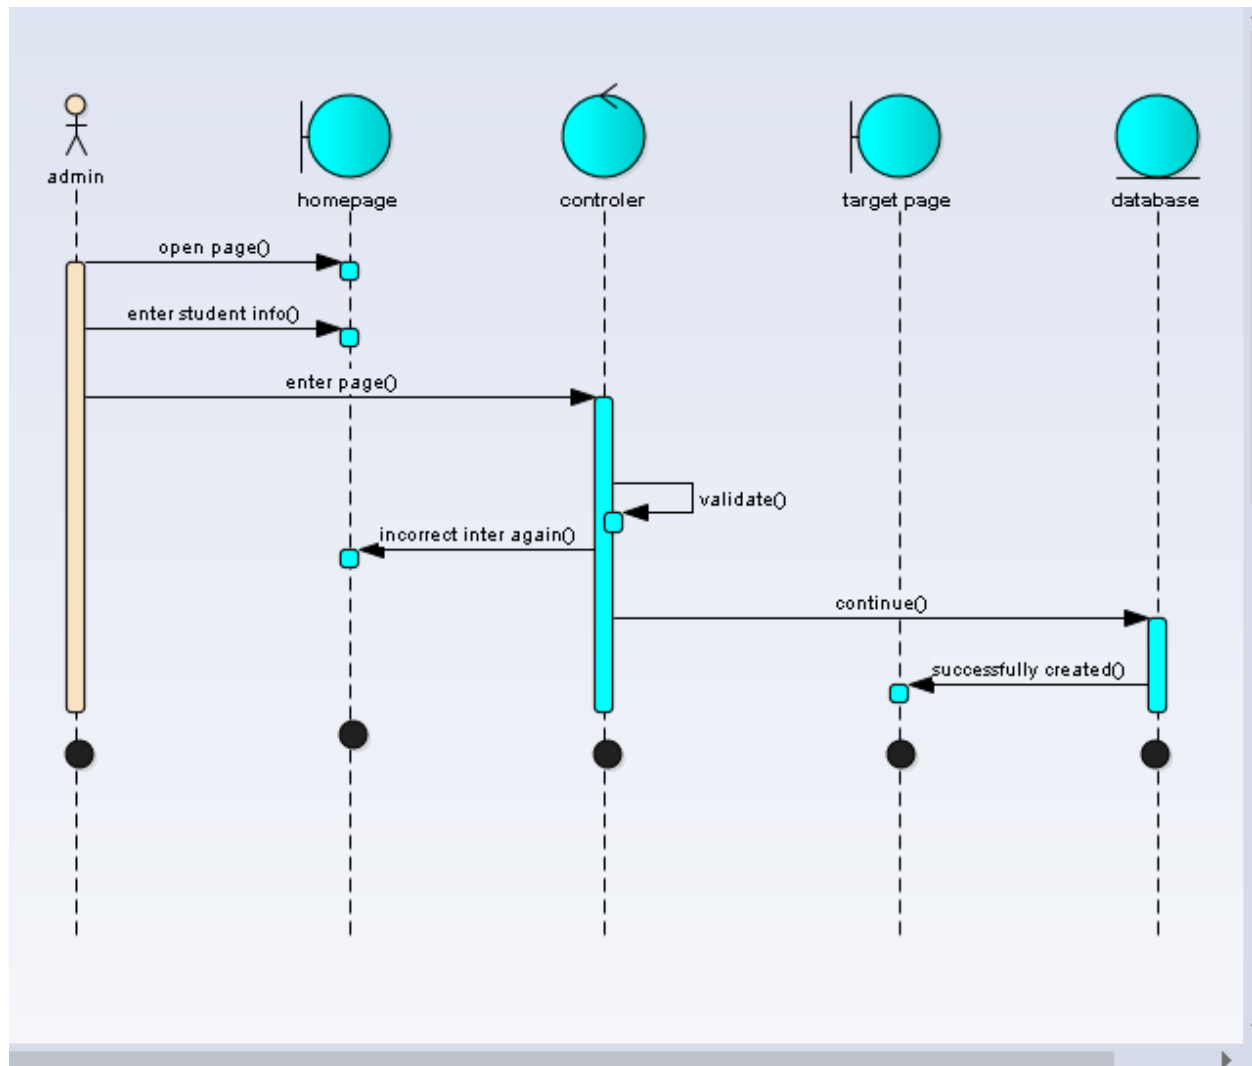 admin
homepage
controler
target page
database
open page()
enter student info()
enter page()
validate()
incorrect inter again()
continue()
successfully created()